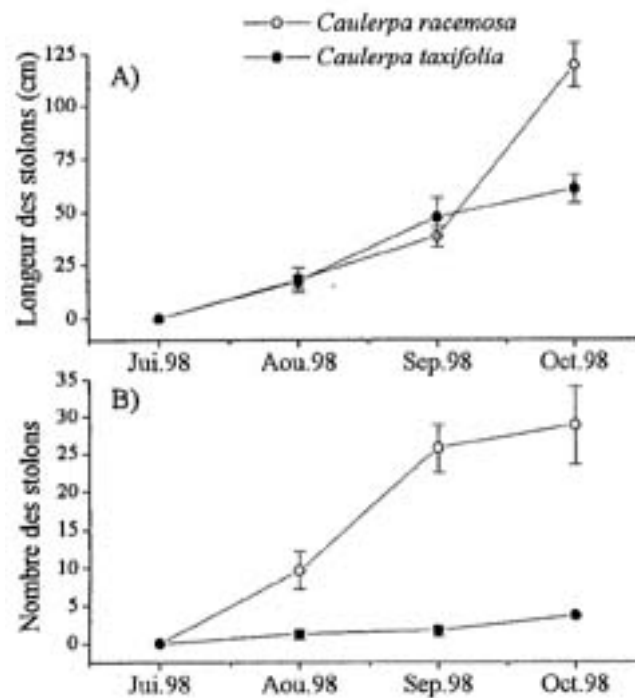 Caulerpa racemosa
Caulerpa taxifolia
A)
Longeur des stolons (cm)
125
100
75
50
25
0
Jui.98 Aou.98 Sep.98 Oct.98
B)
Nombre des stolons
35
30
25
20
15
10
5
0
Jui.98 Aou.98 Sep.98 Oct.98